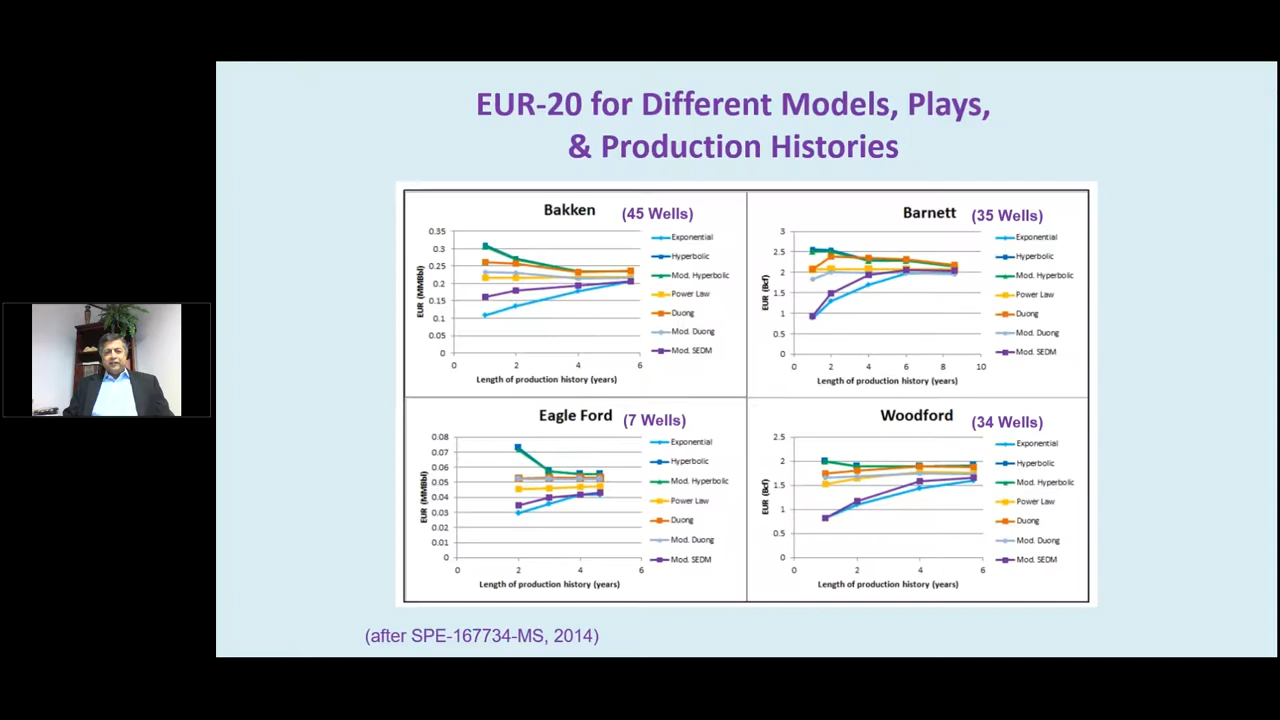 EUR-20 for Different Models, Plays,
& Production Histories
Bakken (45 Wells)
EUR (MMBbl)
0.35
0.3
0.25
0.2
0.15
0.1
0.05
0
0 2 4 6
Length of production history (years)
Exponential
Hyperbolic
Mod. Hyperbolic
Power Law
Duong
Mod. Duong
Mod. SEDM
Barnett (35 Wells)
EUR (Bcf)
3
2.5
2
1.5
1
0.5
0
0 2 4 6 8 10
Length of production history (years)
Exponential
Hyperbolic
Mod. Hyperbolic
Power Law
Duong
Mod. Duong
Mod. SEDM
Eagle Ford (7 Wells)
EUR (MMBbl)
0.08
0.07
0.06
0.05
0.04
0.03
0.02
0.01
0
0 2 4 6
Length of production history (years)
Exponential
Hyperbolic
Mod. Hyperbolic
Power Law
Duong
Mod. Duong
Mod. SEDM
Woodford (34 Wells)
EUR (Bcf)
2.5
2
1.5
1
0.5
0
0 2 4 6
Length of production history (years)
Exponential
Hyperbolic
Mod. Hyperbolic
Power Law
Duong
Mod. Duong
Mod. SEDM
(after SPE-167734-MS, 2014)